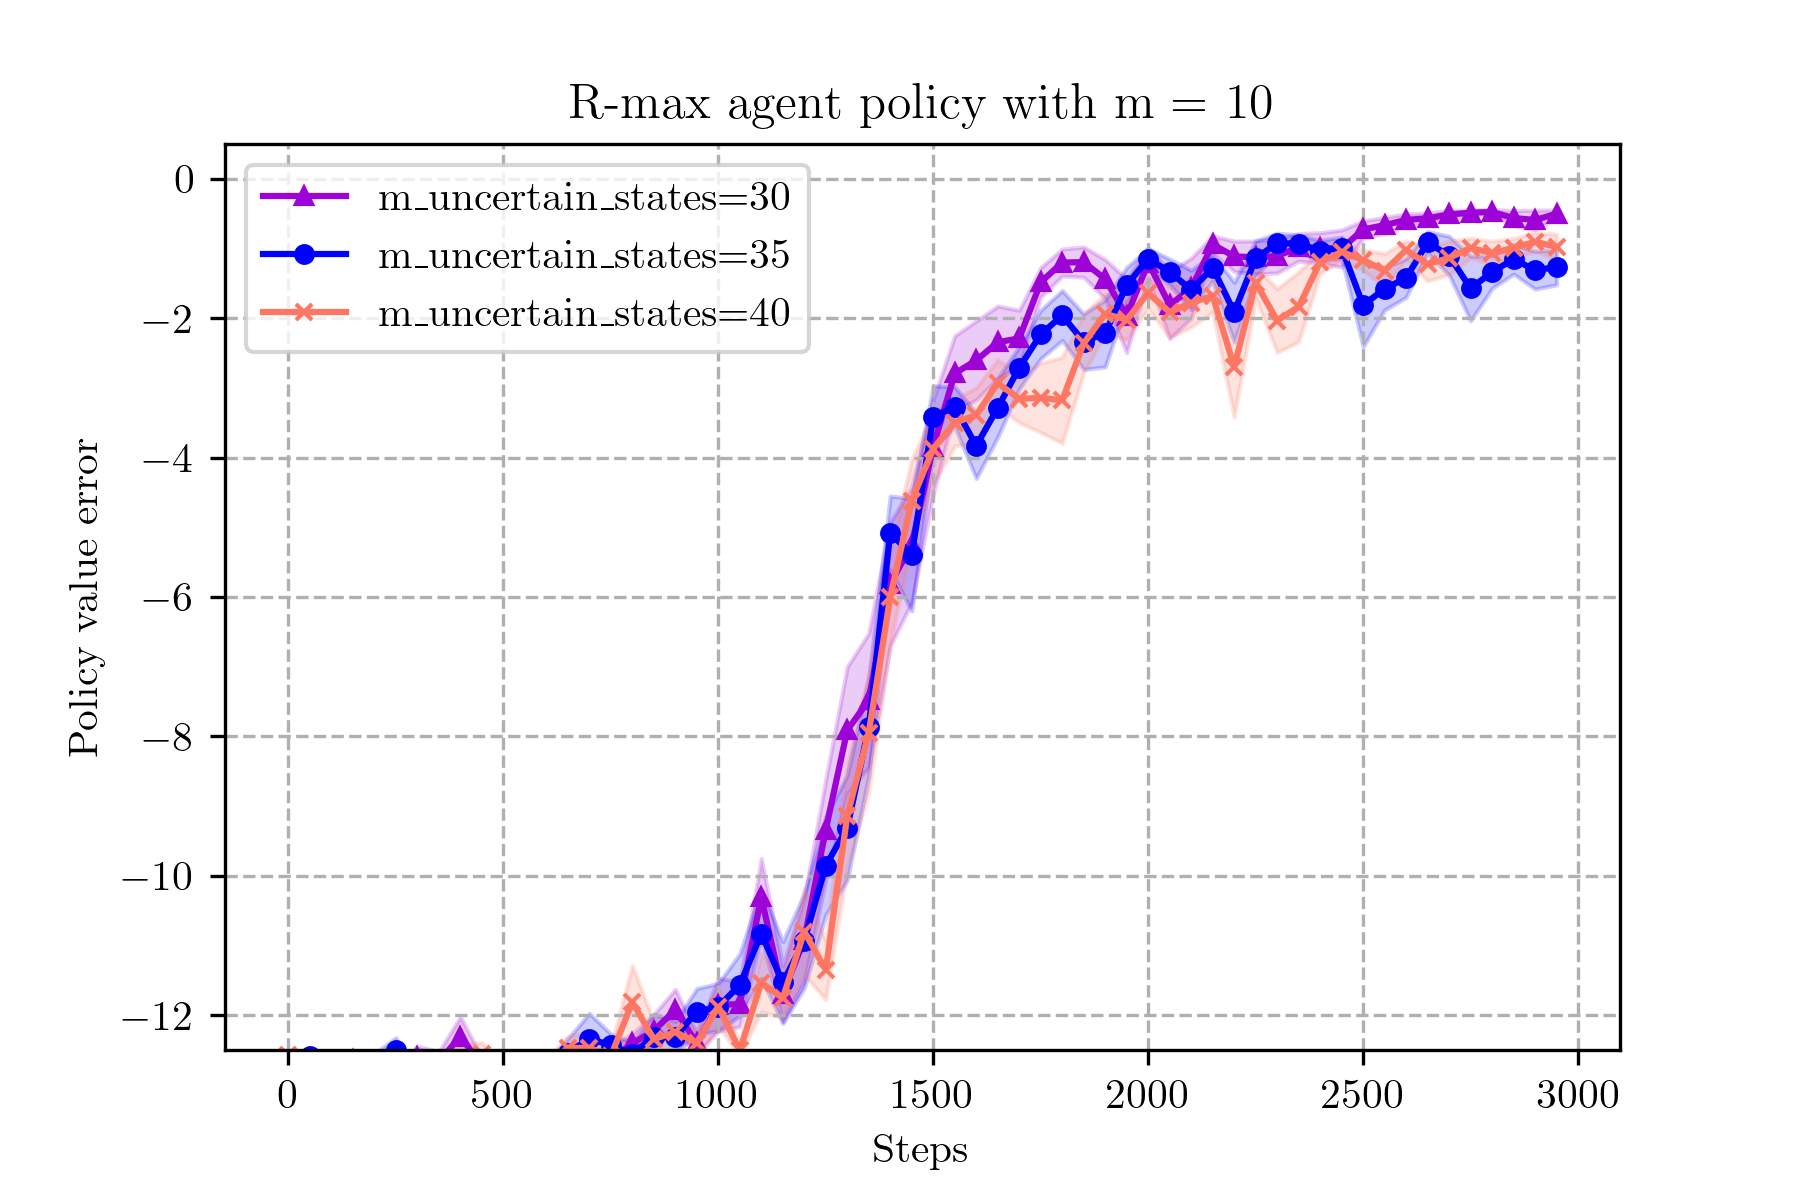 R-max agent policy with m = 10
m_uncertain_states=30
m_uncertain_states=35
m_uncertain_states=40
Policy value error
0
−2
−4
−6
−8
−10
−12
0 500 1000 1500 2000 2500 3000
Steps